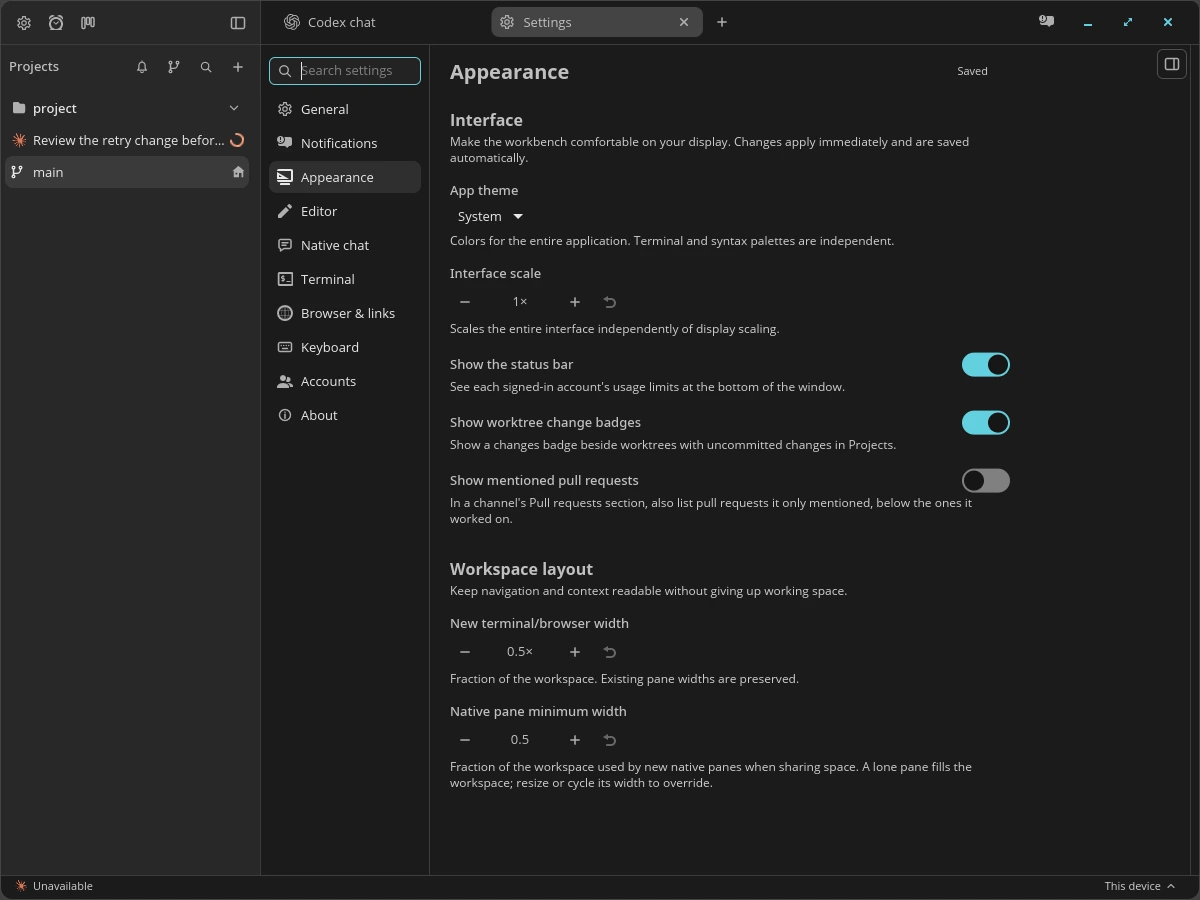 Codex chat
Settings
Projects
project
Review the retry change befor...
main
Search settings
General
Notifications
Appearance
Editor
Native chat
Terminal
Browser & links
Keyboard
Accounts
About
Appearance
Saved
Interface
Make the workbench comfortable on your display. Changes apply immediately and are saved
automatically.
App theme
System
Colors for the entire application. Terminal and syntax palettes are independent.
Interface scale
− 1× +
Scales the entire interface independently of display scaling.
Show the status bar
See each signed-in account's usage limits at the bottom of the window.
Show worktree change badges
Show a changes badge beside worktrees with uncommitted changes in Projects.
Show mentioned pull requests
In a channel's Pull requests section, also list pull requests it only mentioned, below the ones it
worked on.
Workspace layout
Keep navigation and context readable without giving up working space.
New terminal/browser width
− 0.5× +
Fraction of the workspace. Existing pane widths are preserved.
Native pane minimum width
− 0.5 +
Fraction of the workspace used by new native panes when sharing space. A lone pane fills the
workspace; resize or cycle its width to override.
Unavailable
This device